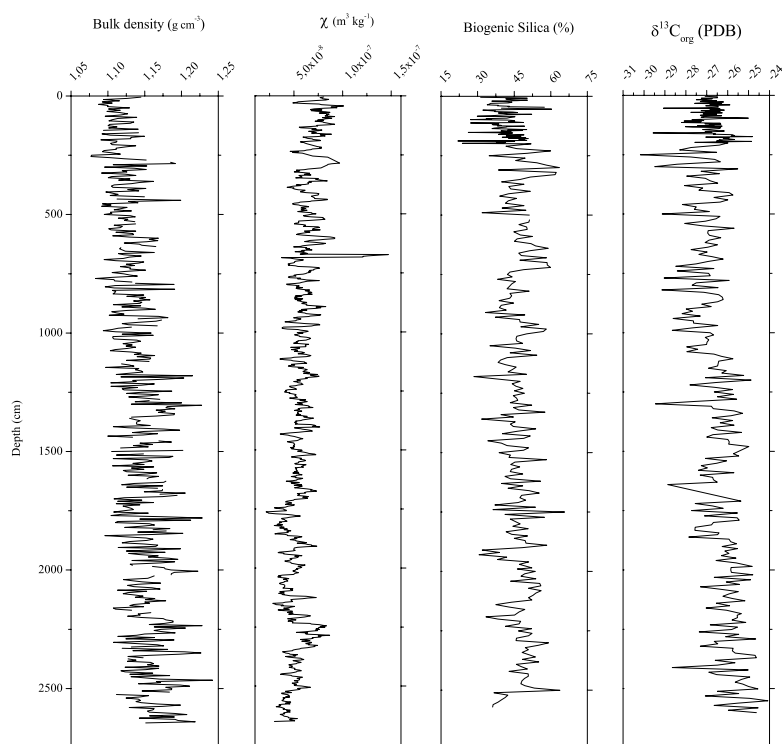 Bulk density (g cm⁻³) χ (m³ kg⁻¹) Biogenic Silica (%) δ¹³C_org (PDB)
1,05 1,10 1,15 1,20 1,25 5,0x10⁻⁸ 1,0x10⁻⁷ 1,5x10⁻⁷ 15 30 45 60 75 -31 -30 -29 -28 -27 -26 -25 -24
0
500
1000
Depth (cm)
1500
2000
2500